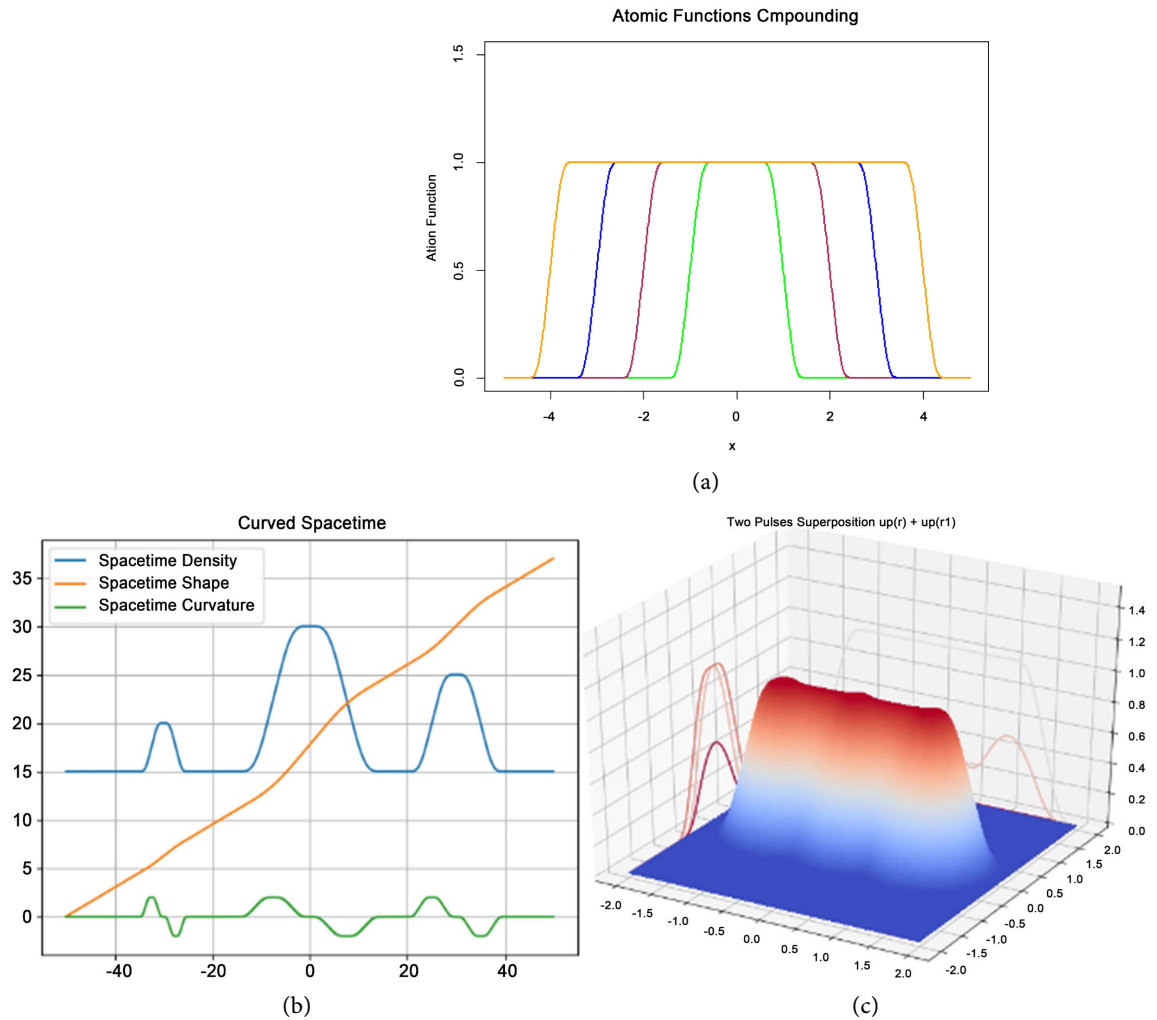 Atomic Functions Cmpounding
1.5
1.0
0.5
0.0
Ation Function
-4 -2 0 2 4
x
(a)
Curved Spacetime
Spacetime Density
Spacetime Shape
Spacetime Curvature
35
30
25
20
15
10
5
0
-40 -20 0 20 40
(b)
Two Pulses Superposition up(r) + up(r1)
1.4
1.2
1.0
0.8
0.6
0.4
0.2
0.0
-2.0 -1.5 -1.0 -0.5 0.0 0.5 1.0 1.5 2.0
2.0
1.5
1.0
0.5
0.0
-0.5
-1.0
-1.5
-2.0
(c)